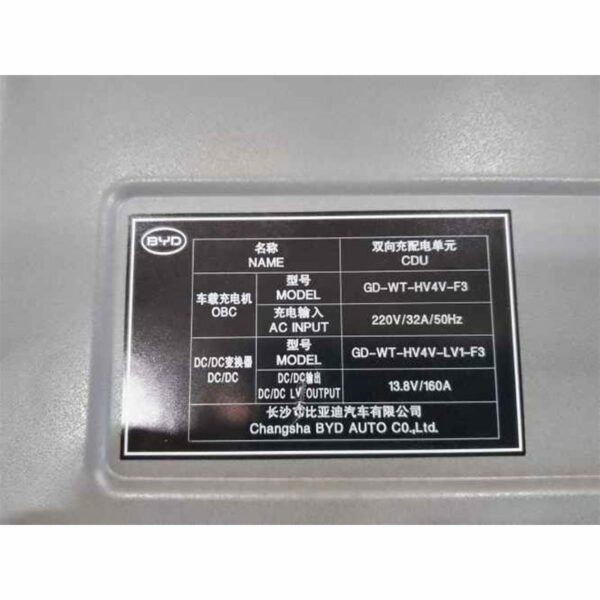 BYD
名称
NAME
双向充配电单元
CDU
车载充电机
OBC
型号
MODEL
GD-WT-HV4V-F3
充电输入
AC INPUT
220V/32A/50Hz
DC/DC变换器
DC/DC
型号
MODEL
GD-WT-HV4V-LV1-F3
DC/DC输出
DC/DC LV OUTPUT
13.8V/160A
长沙市比亚迪汽车有限公司
Changsha BYD AUTO CO.,Ltd.